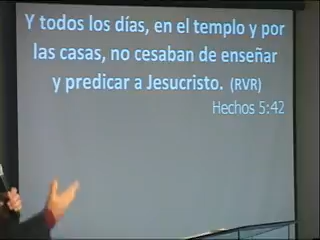 Y todos los días, en el templo y por
las casas, no cesaban de enseñar
y predicar a Jesucristo. (RVR)
Hechos 5:42